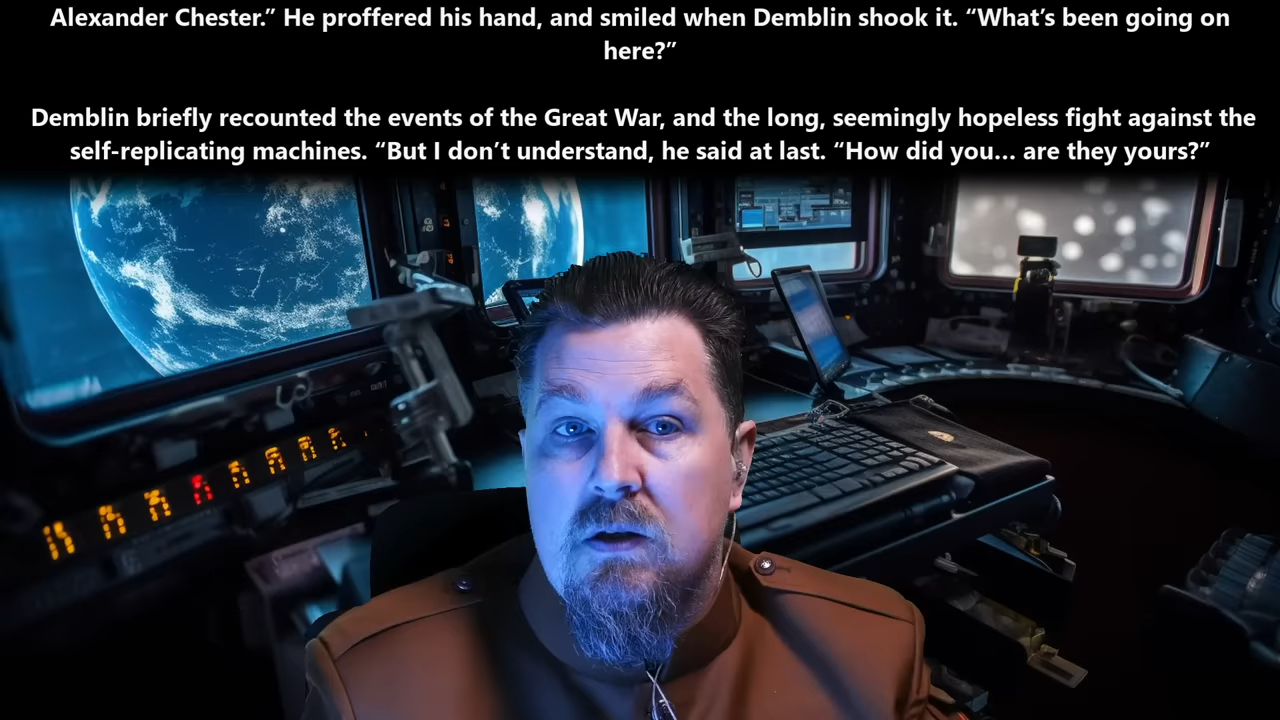 Alexander Chester.” He proffered his hand, and smiled when Demblin shook it. “What’s been going on
here?”
Demblin briefly recounted the events of the Great War, and the long, seemingly hopeless fight against the
self-replicating machines. “But I don’t understand, he said at last. “How did you... are they yours?”